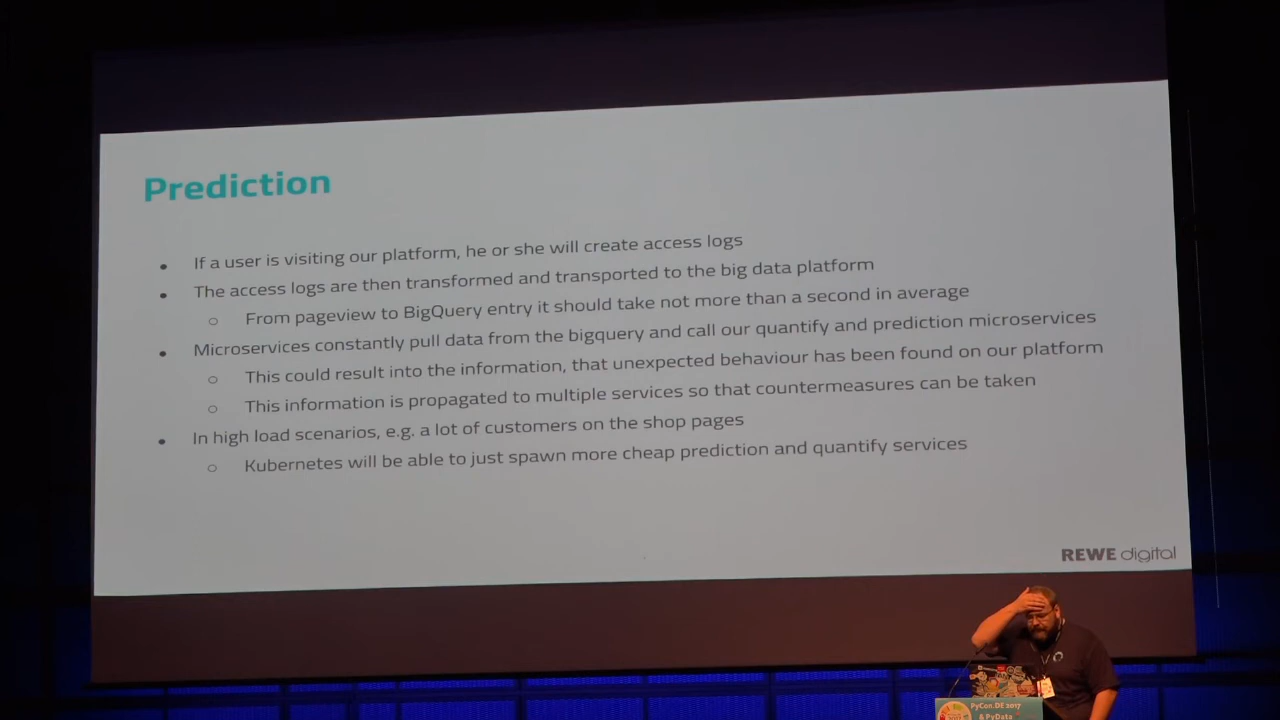 Prediction
If a user is visiting our platform, he or she will create access logs
The access logs are then transformed and transported to the big data platform
From pageview to BigQuery entry it should take not more than a second in average
Microservices constantly pull data from the bigquery and call our quantify and prediction microservices
This could result into the information, that unexpected behaviour has been found on our platform
This information is propagated to multiple services so that countermeasures can be taken
In high load scenarios, e.g. a lot of customers on the shop pages
Kubernetes will be able to just spawn more cheap prediction and quantify services
REWE digital
PyCon.DE 2017
& PyData